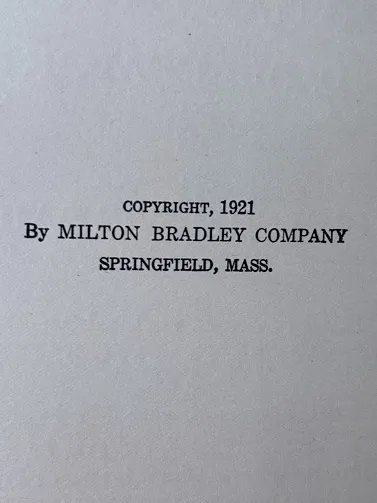 COPYRIGHT, 1921
By MILTON BRADLEY COMPANY
SPRINGFIELD, MASS.